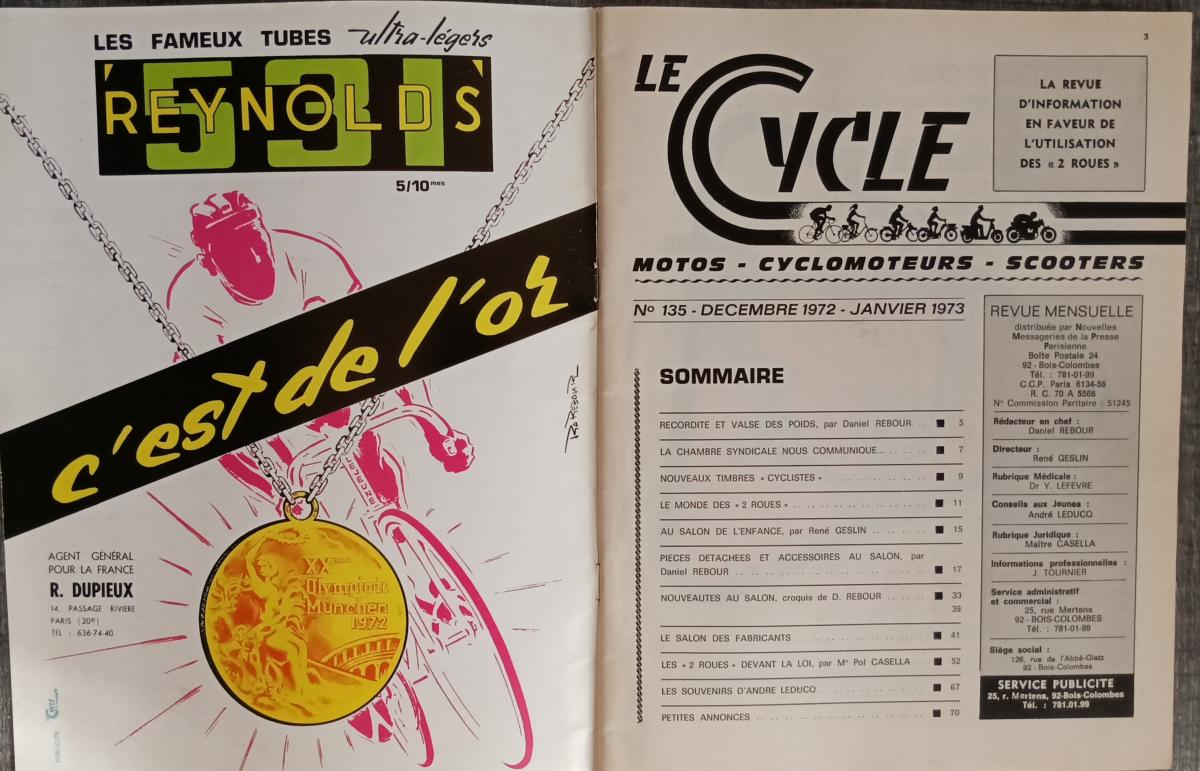 LES FAMEUX TUBES ultra-légers
'REYNOLDS'
531
5/10mes
c'est de l'or
XXème
Olympiade
München
1972
AGENT GÉNÉRAL
POUR LA FRANCE
R. DUPIEUX
14, PASSAGE RIVIERE
PARIS (20e)
TEL : 636-74-40
PUBLICITE LE CYCLE
3
LE CYCLE
LA REVUE
D'INFORMATION
EN FAVEUR DE
L'UTILISATION
DES « 2 ROUES »
MOTOS - CYCLOMOTEURS - SCOOTERS
No 135 - DECEMBRE 1972 - JANVIER 1973
SOMMAIRE
RECORDITE ET VALSE DES POIDS, par Daniel REBOUR .. ■ 5
LA CHAMBRE SYNDICALE NOUS COMMUNIQUE... ...... ■ 7
NOUVEAUX TIMBRES « CYCLISTES » .............. ■ 9
LE MONDE DES « 2 ROUES » .................. ■ 11
AU SALON DE L'ENFANCE, par René GESLIN ........ ■ 15
PIECES DETACHEES ET ACCESSOIRES AU SALON, par
Daniel REBOUR ......................... ■ 17
NOUVEAUTES AU SALON, croquis de D. REBOUR ...... ■ 33
39
LE SALON DES FABRICANTS .................. ■ 41
LES « 2 ROUES » DEVANT LA LOI, par Me Pol CASELLA .. ■ 52
LES SOUVENIRS D'ANDRE LEDUCQ .............. ■ 67
PETITES ANNONCES ....................... ■ 70
REVUE MENSUELLE
distribuée par Nouvelles
Messageries de la Presse
Parisienne
Boîte Postale 24
92 - Bois-Colombes
Tél. : 781-01-99
C.C.P. Paris 6134-56
R. C. 70 A 5566
N° Commission Paritaire : 51245
Rédacteur en chef :
Daniel REBOUR
Directeur :
René GESLIN
Rubrique Médicale :
Dr Y. LEFEVRE
Conseils aux Jeunes :
André LEDUCQ
Rubrique Juridique :
Maître CASELLA
Informations professionnelles :
J. TOURNIER
Service administratif
et commercial :
25, rue Mertens
92 - BOIS-COLOMBES
Tél. : 781-01-99
Siège social :
126, rue de l'Abbé-Glatz
92 - Bois-Colombes
SERVICE PUBLICITE
25, r. Mertens, 92-Bois-Colombes
Tél. : 781.01.99